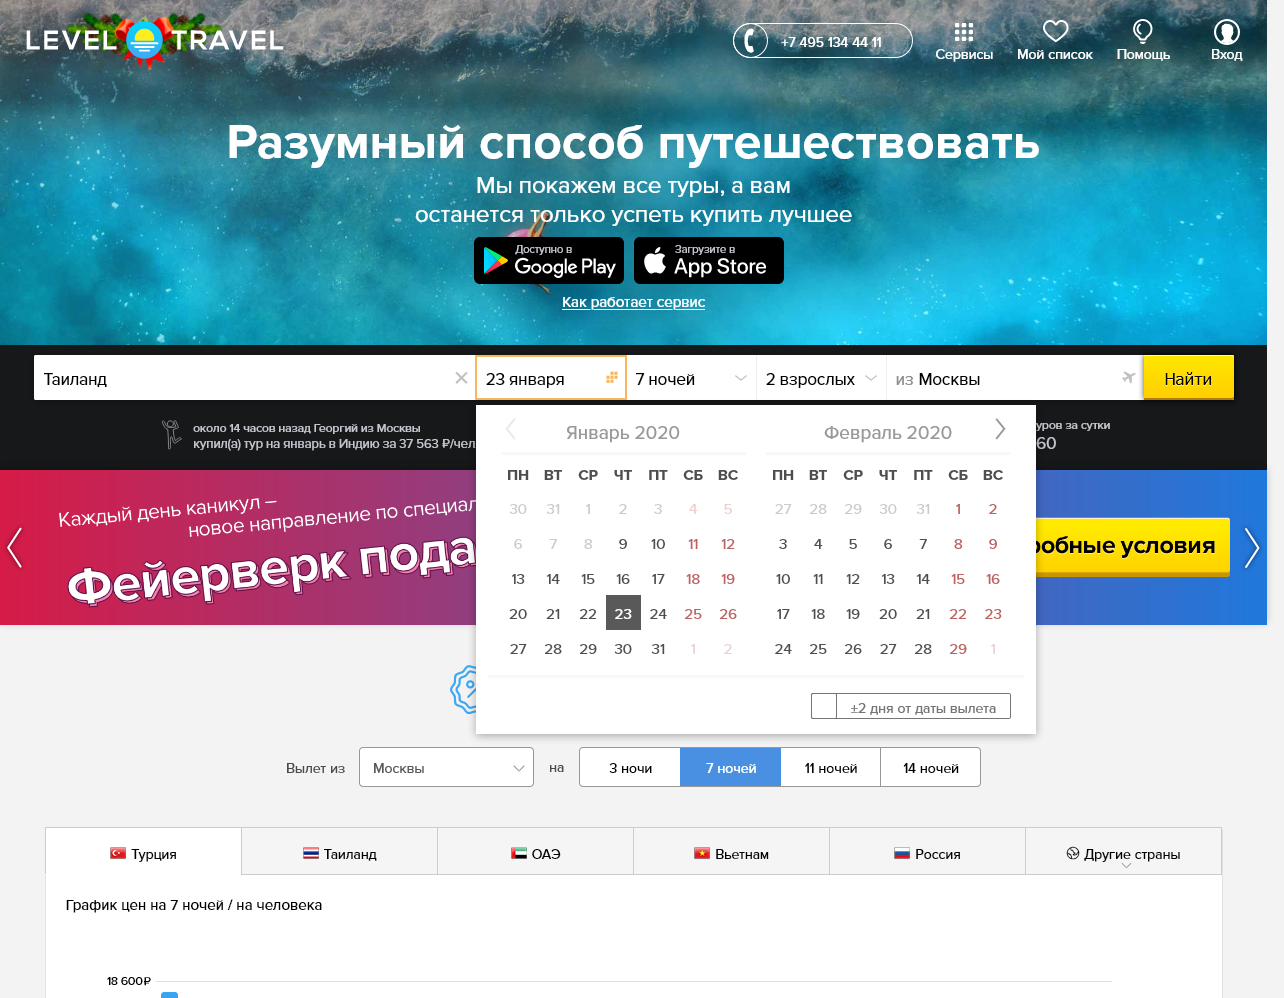 LEVEL TRAVEL
+7 495 134 44 11
Сервисы
Мой список
Помощь
Вход
Разумный способ путешествовать
Мы покажем все туры, а вам
останется только успеть купить лучшее
Доступно в
Google Play
Загрузите в
App Store
Как работает сервис
Таиланд
23 января
7 ночей
2 взрослых
из Москвы
Найти
около 14 часов назад Георгий из Москвы
купил(а) тур на январь в Индию за 37 563 ₽/чел
уров за сутки
60
Январь 2020
ПН ВТ СР ЧТ ПТ СБ ВС
30 31 1 2 3 4 5
6 7 8 9 10 11 12
13 14 15 16 17 18 19
20 21 22 23 24 25 26
27 28 29 30 31 1 2
Февраль 2020
ПН ВТ СР ЧТ ПТ СБ ВС
27 28 29 30 31 1 2
3 4 5 6 7 8 9
10 11 12 13 14 15 16
17 18 19 20 21 22 23
24 25 26 27 28 29 1
±2 дня от даты вылета
Каждый день каникул –
новое направление по специал
Фейерверк пода
робные условия
Вылет из
Москвы
на
3 ночи
7 ночей
11 ночей
14 ночей
Турция
Таиланд
ОАЭ
Вьетнам
Россия
Другие страны
График цен на 7 ночей / на человека
18 600₽